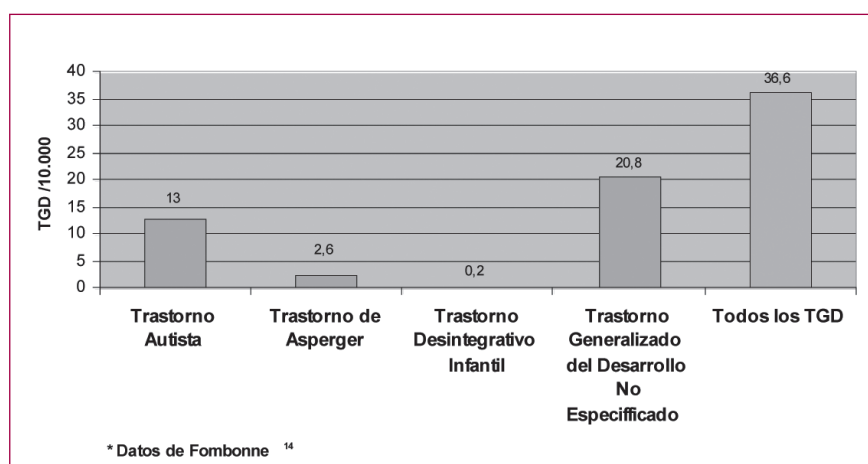 TGD /10.000
40
35
30
25
20
15
10
5
0
13
2,6
0,2
20,8
36,6
Trastorno
Autista
Trastorno de
Asperger
Trastorno
Desintegrativo
Infantil
Trastorno
Generalizado
del Desarrollo
No
Especifficado
Todos los TGD
* Datos de Fombonne 14